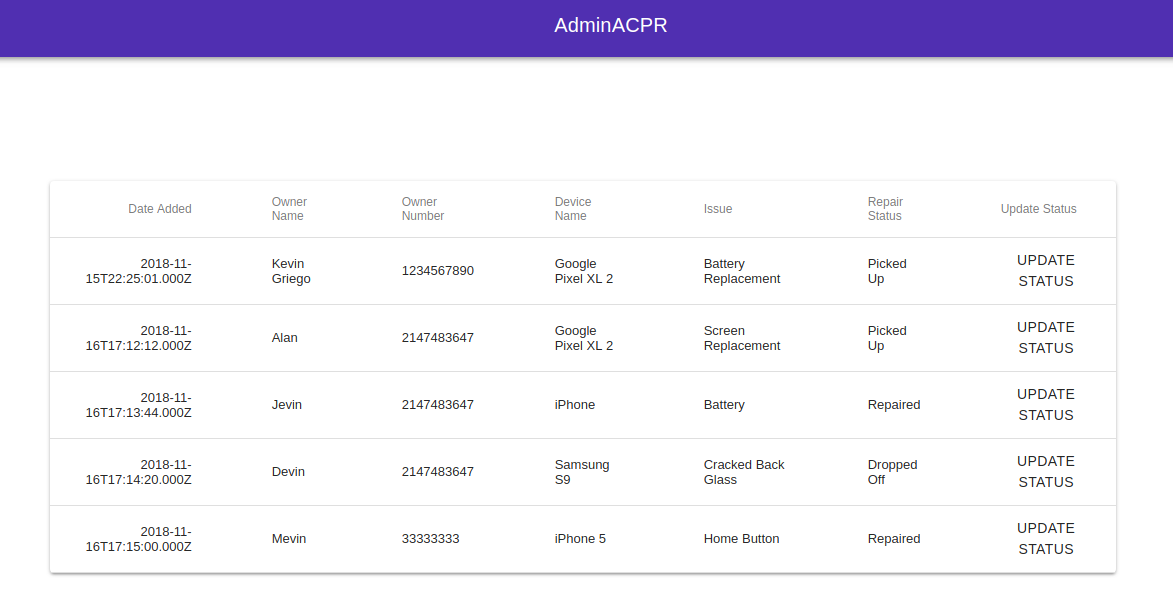 AdminACPR
Date Added
Owner
Name
Owner
Number
Device
Name
Issue
Repair
Status
Update Status
2018-11-
15T22:25:01.000Z
Kevin
Griego
1234567890
Google
Pixel XL 2
Battery
Replacement
Picked
Up
UPDATE
STATUS
2018-11-
16T17:12:12.000Z
Alan
2147483647
Google
Pixel XL 2
Screen
Replacement
Picked
Up
UPDATE
STATUS
2018-11-
16T17:13:44.000Z
Jevin
2147483647
iPhone
Battery
Repaired
UPDATE
STATUS
2018-11-
16T17:14:20.000Z
Devin
2147483647
Samsung
S9
Cracked Back
Glass
Dropped
Off
UPDATE
STATUS
2018-11-
16T17:15:00.000Z
Mevin
33333333
iPhone 5
Home Button
Repaired
UPDATE
STATUS